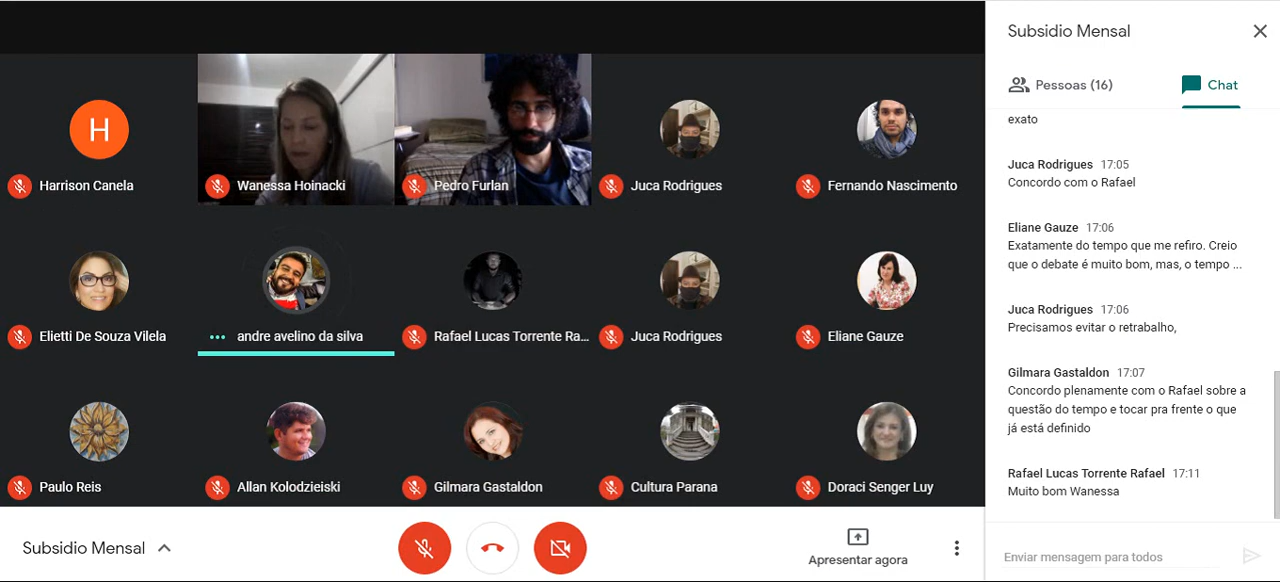 H
Harrison Canela
Wanessa Hoinacki
Pedro Furlan
Juca Rodrigues
Fernando Nascimento
Elietti De Souza Vilela
andre avelino da silva
Rafael Lucas Torrente Ra...
Juca Rodrigues
Eliane Gauze
Paulo Reis
Allan Kolodzieiski
Gilmara Gastaldon
Cultura Parana
Doraci Senger Luy
Subsidio Mensal
Apresentar agora
Subsidio Mensal
Pessoas (16)
Chat
exato
Juca Rodrigues 17:05
Concordo com o Rafael
Eliane Gauze 17:06
Exatamente do tempo que me refiro. Creio
que o debate é muito bom, mas, o tempo ...
Juca Rodrigues 17:06
Precisamos evitar o retrabalho,
Gilmara Gastaldon 17:07
Concordo plenamente com o Rafael sobre a
questão do tempo e tocar pra frente o que
já está definido
Rafael Lucas Torrente Rafael 17:11
Muito bom Wanessa
Enviar mensagem para todos